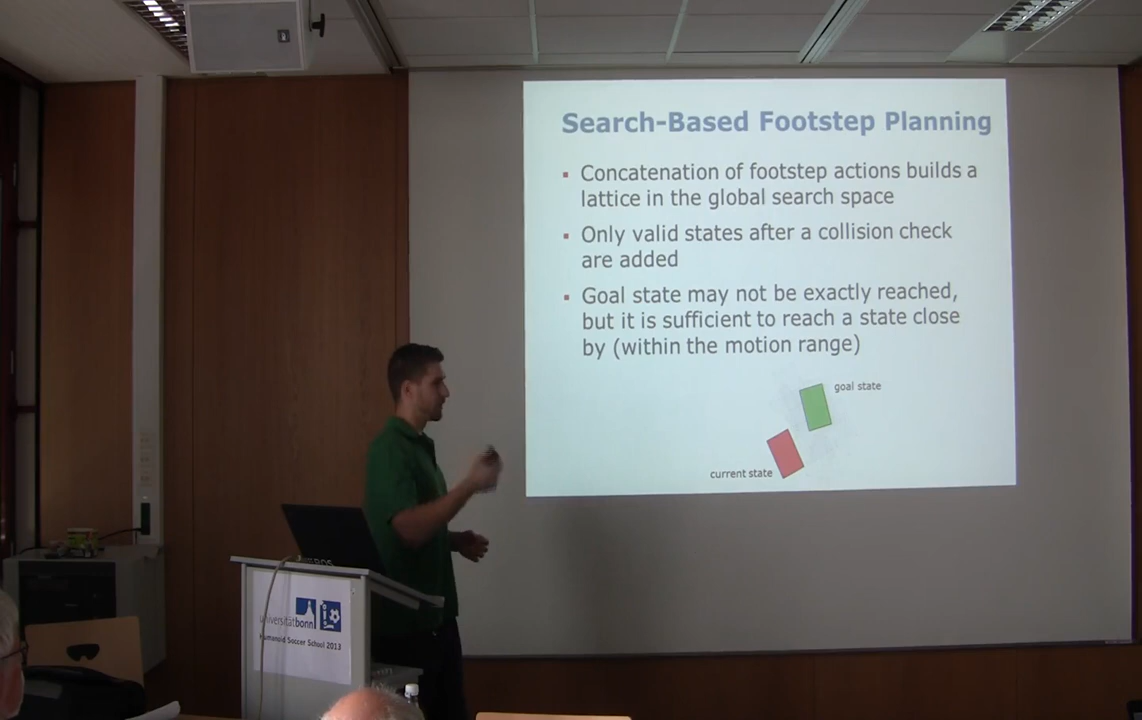 Search-Based Footstep Planning
▪ Concatenation of footstep actions builds a
lattice in the global search space
▪ Only valid states after a collision check
are added
▪ Goal state may not be exactly reached,
but it is sufficient to reach a state close
by (within the motion range)
goal state
current state
universitätbonn
Humanoid Soccer School 2013